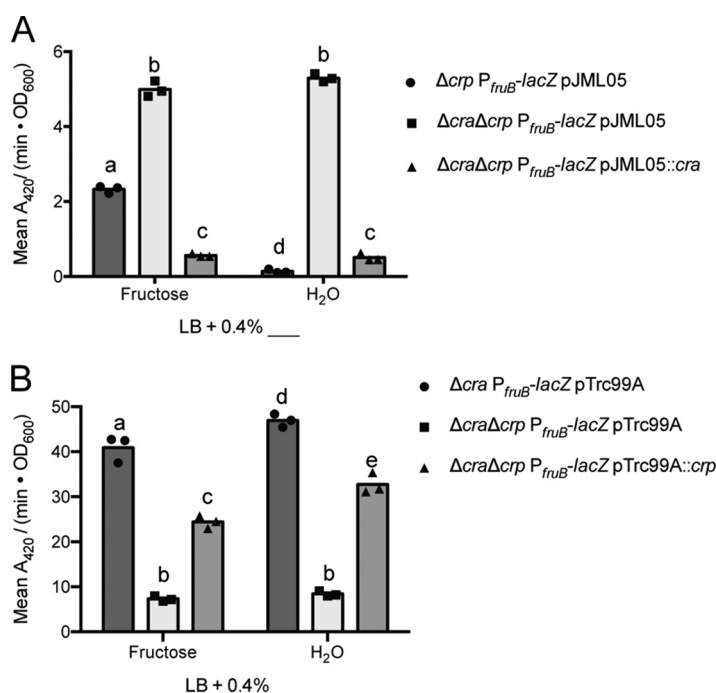 A
Mean A420/ (min • OD600)
6
4
2
0
a
b
c
d
b
c
Fructose
H2O
LB + 0.4% ___
Δcrp PfruB-lacZ pJML05
ΔcraΔcrp PfruB-lacZ pJML05
ΔcraΔcrp PfruB-lacZ pJML05::cra
B
Mean A420 / (min • OD600)
50
40
30
20
10
0
a
b
c
d
b
e
Fructose
H2O
LB + 0.4%
Δcra PfruB-lacZ pTrc99A
ΔcraΔcrp PfruB-lacZ pTrc99A
ΔcraΔcrp PfruB-lacZ pTrc99A::crp